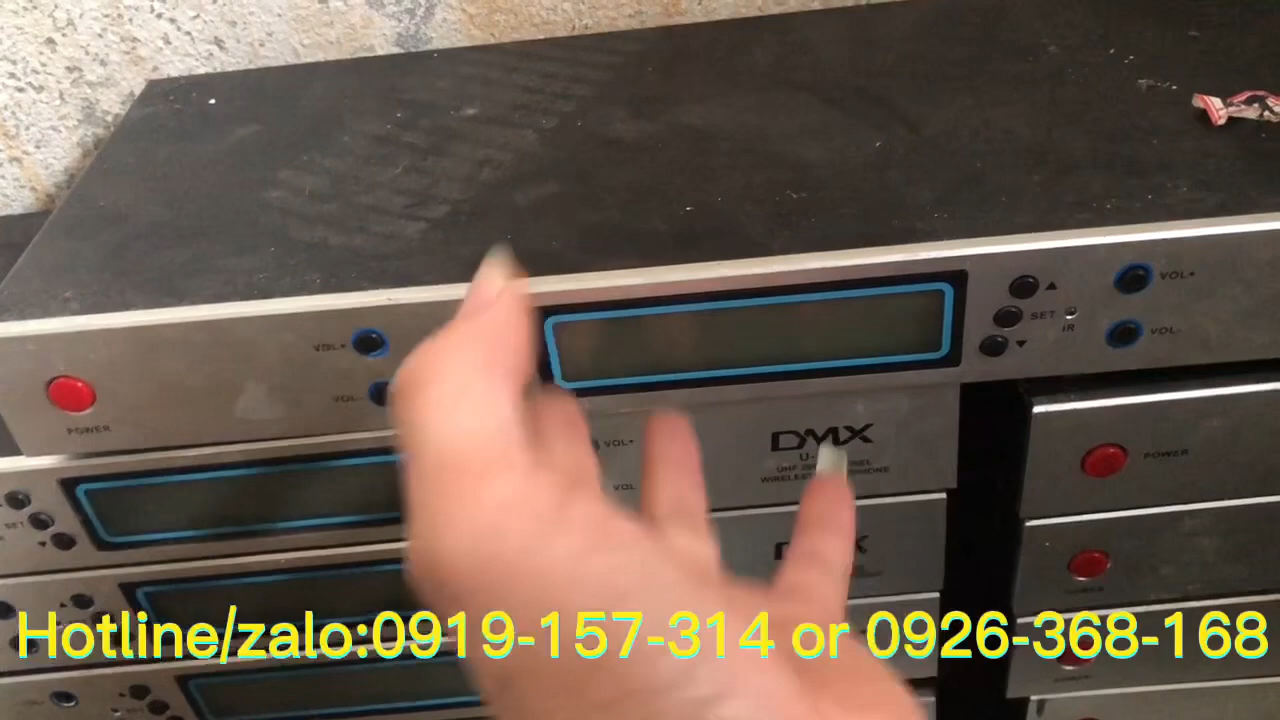 VOL+
VOL-
POWER
SET
iR
VOL+
VOL-
VOL+
VOL
DMX
POWER
SET
Hotline/zalo:0919-157-314 or 0926-368-168